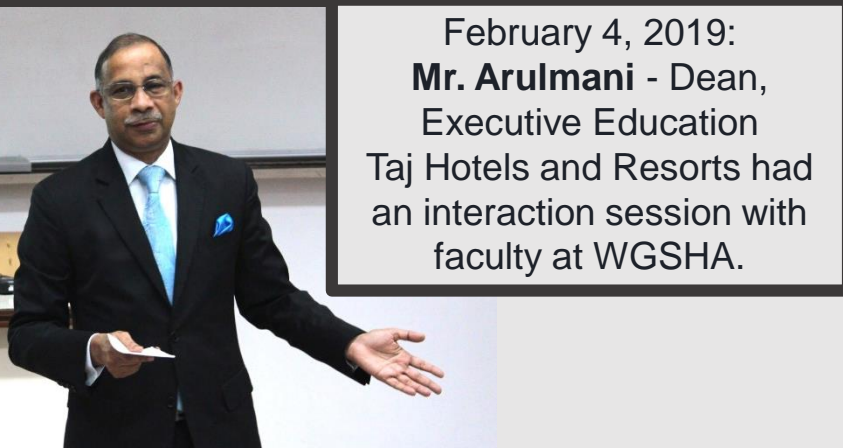 February 4, 2019:
Mr. Arulmani - Dean,
Executive Education
Taj Hotels and Resorts had
an interaction session with
faculty at WGSHA.